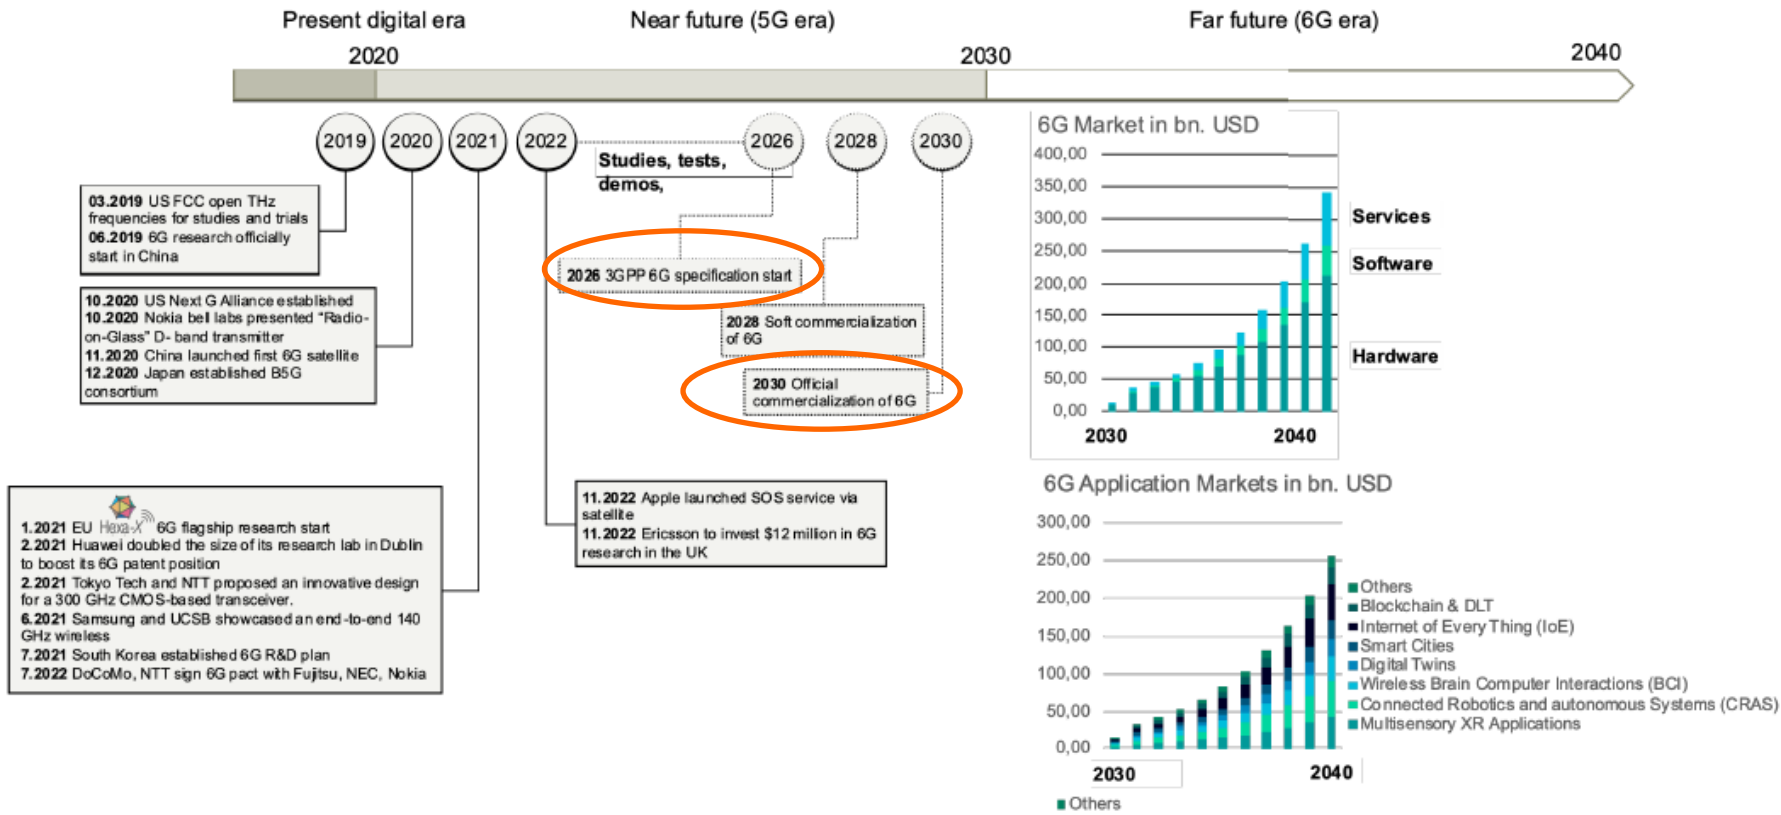 Present digital era
Near future (5G era)
Far future (6G era)
2020
2030
2040
2019
2020
2021
2022
2026
2028
2030
Studies, tests,
demos,
03.2019 US FCC open THz
frequencies for studies and trials
06.2019 6G research officially
start in China
10.2020 US Next G Alliance established
10.2020 Nokia bell labs presented "Radio-
on-Glass" D- band transmitter
11.2020 China launched first 6G satellite
12.2020 Japan established B5G
consortium
1.2021 EU Hexa-X 6G flagship research start
2.2021 Huawei doubled the size of its research lab in Dublin
to boost its 6G patent position
2.2021 Tokyo Tech and NTT proposed an innovative design
for a 300 GHz CMOS-based transceiver.
6.2021 Samsung and UCSB showcased an end-to-end 140
GHz wireless
7.2021 South Korea established 6G R&D plan
7.2022 DoCoMo, NTT sign 6G pact with Fujitsu, NEC, Nokia
11.2022 Apple launched SOS service via
satellite
11.2022 Ericsson to invest $12 million in 6G
research in the UK
2026 3GPP 6G specification start
2028 Soft commercialization
of 6G
2030 Official
commercialization of 6G
6G Market in bn. USD
400,00
350,00
300,00
250,00
200,00
150,00
100,00
50,00
0,00
2030
2040
Services
Software
Hardware
6G Application Markets in bn. USD
300,00
250,00
200,00
150,00
100,00
50,00
0,00
2030
2040
Others
Blockchain & DLT
Internet of Every Thing (IoE)
Smart Cities
Digital Twins
Wireless Brain Computer Interactions (BCI)
Connected Robotics and autonomous Systems (CRAS)
Multisensory XR Applications
Others